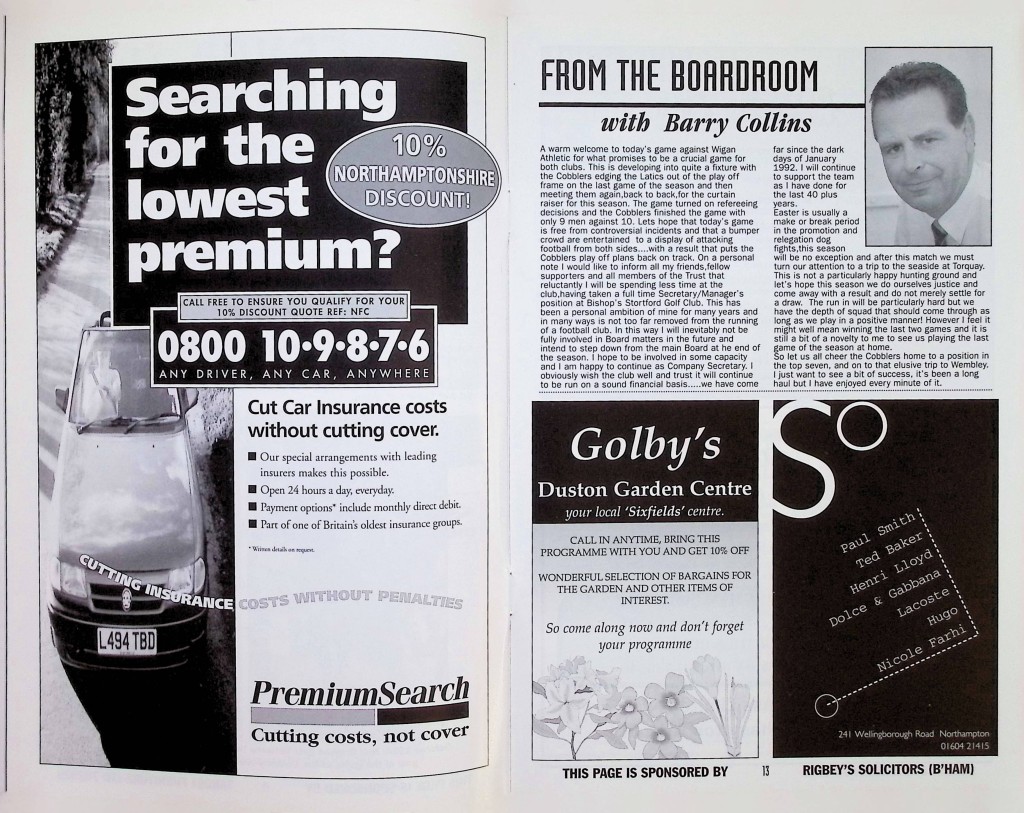 Searching
for the
lowest
premium?
10%
NORTHAMPTONSHIRE
DISCOUNT!
CALL FREE TO ENSURE YOU QUALIFY FOR YOUR
10% DISCOUNT QUOTE REF: NFC
0800 10•9•8•7•6
ANY DRIVER, ANY CAR, ANYWHERE
Cut Car Insurance costs
without cutting cover.
Our special arrangements with leading
insurers makes this possible.
Open 24 hours a day, everyday.
Payment options* include monthly direct debit.
Part of one of Britain's oldest insurance groups.
* Written details on request.
CUTTING INSURANCE COSTS WITHOUT PENALTIES
L494 TBD
PremiumSearch
Cutting costs, not cover
FROM THE BOARDROOM
with Barry Collins
A warm welcome to today's game against Wigan
Athletic for what promises to be a crucial game for
both clubs. This is developing into quite a fixture with
the Cobblers edging the Latics out of the play off
frame on the last game of the season and then
meeting them again,back to back,for the curtain
raiser for this season. The game turned on refereeing
decisions and the Cobblers finished the game with
only 9 men against 10. Lets hope that today's game
is free from controversial incidents and that a bumper
crowd are entertained to a display of attacking
football from both sides....with a result that puts the
Cobblers play off plans back on track. On a personal
note I would like to inform all my friends,fellow
supporters and all members of the Trust that
reluctantly I will be spending less time at the
club,having taken a full time Secretary/Manager's
position at Bishop's Stortford Golf Club. This has
been a personal ambition of mine for many years and
in many ways is not too far removed from the running
of a football club. In this way I will inevitably not be
fully involved in Board matters in the future and
intend to step down from the main Board at the end of
the season. I hope to be involved in some capacity
and I am happy to continue as Company Secretary. I
obviously wish the club well and trust it will continue
to be run on a sound financial basis.....we have come
far since the dark
days of January
1992. I will continue
to support the team
as I have done for
the last 40 plus
years.
Easter is usually a
make or break period
in the promotion and
relegation dog
fights,this season
will be no exception and after this match we must
turn our attention to a trip to the seaside at Torquay.
This is not a particularly happy hunting ground and
let's hope this season we do ourselves justice and
come away with a result and do not merely settle for
a draw. The run in will be particularly hard but we
have the depth of squad that should come through as
long as we play in a positive manner! However I feel it
might well mean winning the last two games and it is
still a bit of a novelty to me to see us playing the last
game of the season at home.
So let us all cheer the Cobblers home to a position in
the top seven, and on to that elusive trip to Wembley.
I just want to see a bit of success, it's been a long
haul but I have enjoyed every minute of it.
Golby's
Duston Garden Centre
your local 'Sixfields' centre.
CALL IN ANYTIME, BRING THIS
PROGRAMME WITH YOU AND GET 10% OFF
WONDERFUL SELECTION OF BARGAINS FOR
THE GARDEN AND OTHER ITEMS OF
INTEREST.
So come along now and don't forget
your programme
So
Paul Smith
Ted Baker
Henri Lloyd
Dolce & Gabbana
Lacoste
Hugo
Nicole Farhi
241 Wellingborough Road Northampton
01604 21415
THIS PAGE IS SPONSORED BY
13
RIGBEY'S SOLICITORS (B'HAM)